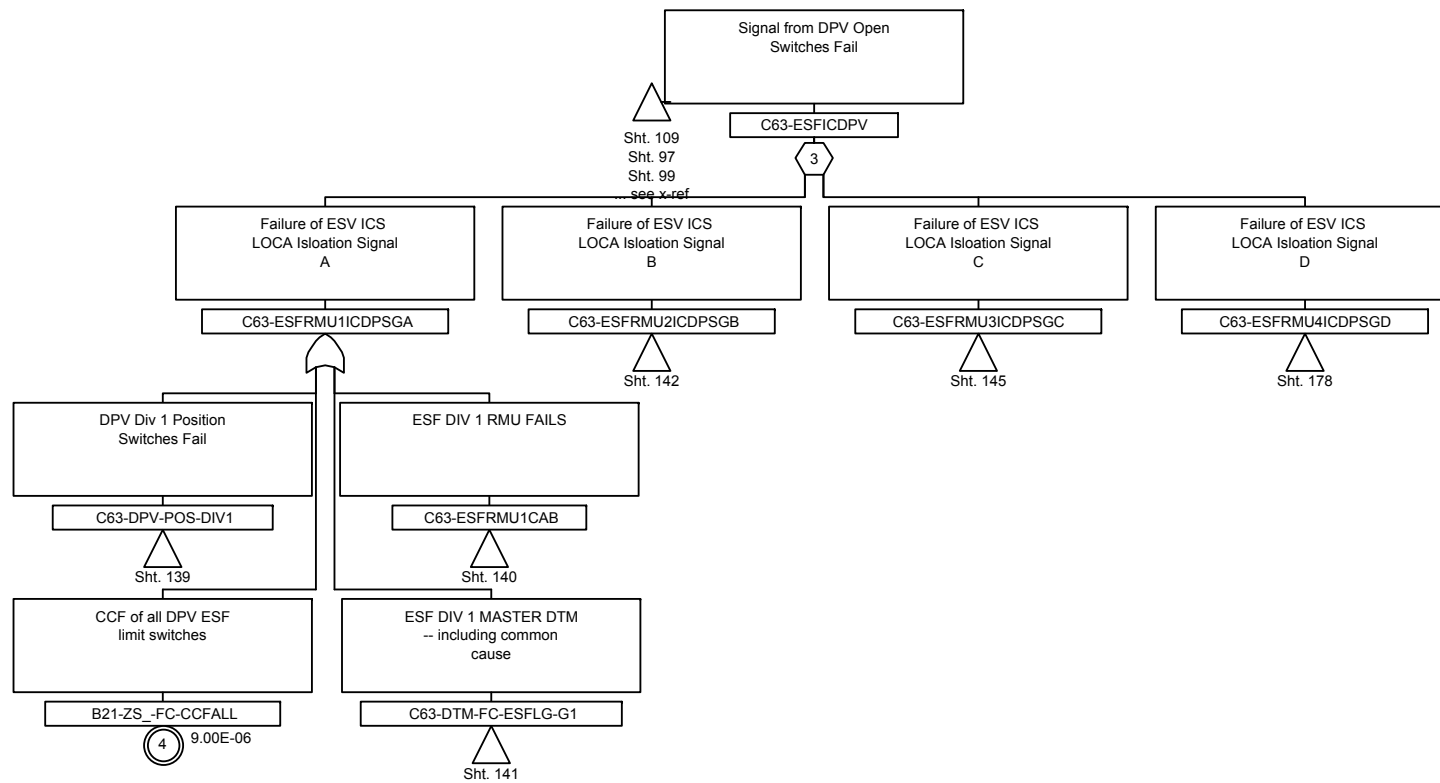 Signal from DPV Open
Switches Fail
C63-ESFICDPV
3
Sht. 109
Sht. 97
Sht. 99
... see x-ref
Failure of ESV ICS
LOCA Isloation Signal
A
C63-ESFRMU1ICDPSGA
Failure of ESV ICS
LOCA Isloation Signal
B
C63-ESFRMU2ICDPSGB
Sht. 142
Failure of ESV ICS
LOCA Isloation Signal
C
C63-ESFRMU3ICDPSGC
Sht. 145
Failure of ESV ICS
LOCA Isloation Signal
D
C63-ESFRMU4ICDPSGD
Sht. 178
DPV Div 1 Position
Switches Fail
C63-DPV-POS-DIV1
Sht. 139
ESF DIV 1 RMU FAILS
C63-ESFRMU1CAB
Sht. 140
CCF of all DPV ESF
limit switches
B21-ZS_-FC-CCFALL
4
9.00E-06
ESF DIV 1 MASTER DTM
-- including common
cause
C63-DTM-FC-ESFLG-G1
Sht. 141